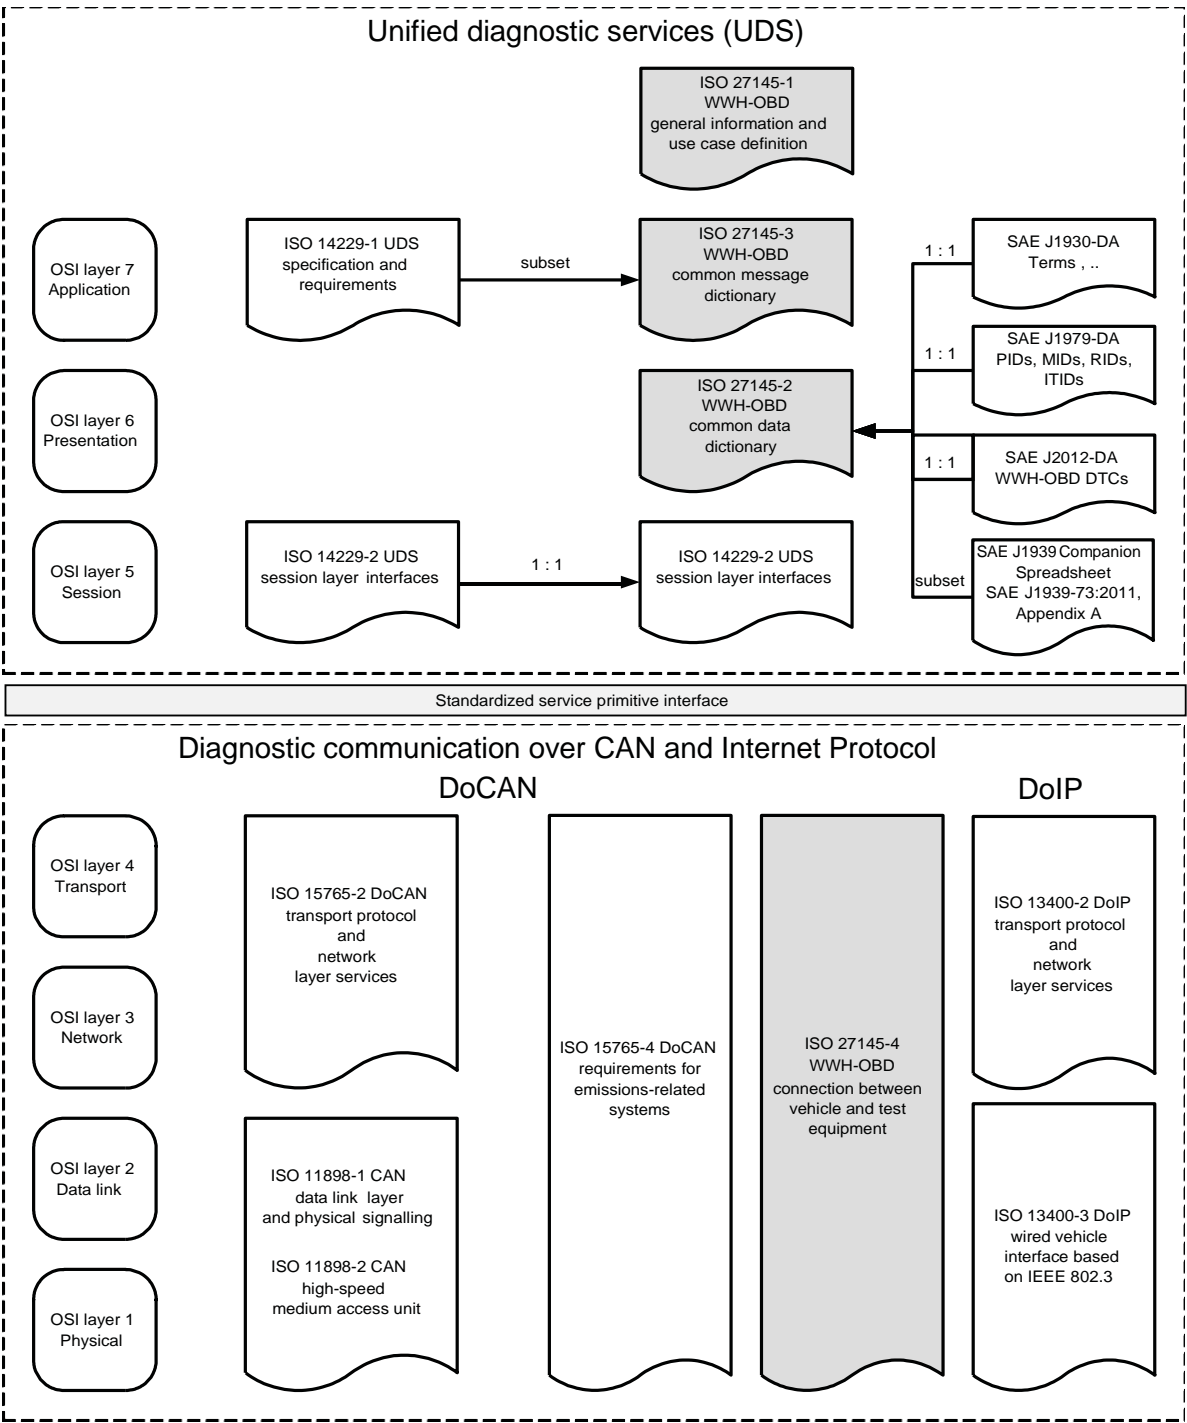 Unified diagnostic services (UDS)
ISO 27145-1
WWH-OBD
general information and
use case definition
OSI layer 7
Application
ISO 14229-1 UDS
specification and
requirements
subset
ISO 27145-3
WWH-OBD
common message
dictionary
1 : 1
SAE J1930-DA
Terms , ..
1 : 1
SAE J1979-DA
PIDs, MIDs, RIDs,
ITIDs
OSI layer 6
Presentation
ISO 27145-2
WWH-OBD
common data
dictionary
1 : 1
SAE J2012-DA
WWH-OBD DTCs
OSI layer 5
Session
ISO 14229-2 UDS
session layer interfaces
1 : 1
ISO 14229-2 UDS
session layer interfaces
subset
SAE J1939 Companion
Spreadsheet
SAE J1939-73:2011,
Appendix A
Standardized service primitive interface
Diagnostic communication over CAN and Internet Protocol
DoCAN
DoIP
OSI layer 4
Transport
ISO 15765-2 DoCAN
transport protocol
and
network
layer services
ISO 13400-2 DoIP
transport protocol
and
network
layer services
OSI layer 3
Network
ISO 15765-4 DoCAN
requirements for
emissions-related
systems
ISO 27145-4
WWH-OBD
connection between
vehicle and test
equipment
OSI layer 2
Data link
ISO 11898-1 CAN
data link layer
and physical signalling
ISO 11898-2 CAN
high-speed
medium access unit
ISO 13400-3 DoIP
wired vehicle
interface based
on IEEE 802.3
OSI layer 1
Physical